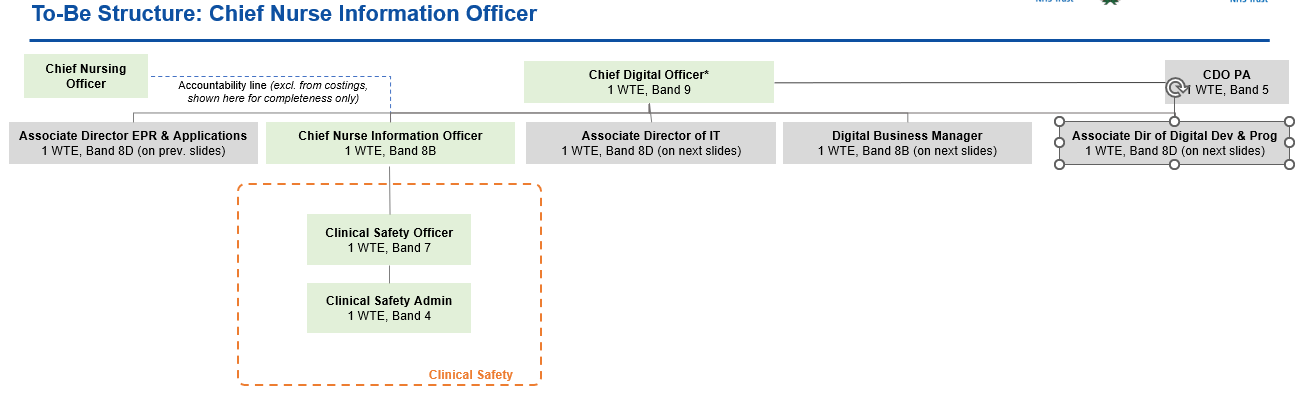 To-Be Structure: Chief Nurse Information Officer
NHS Trust
NHS Trust
Chief Nursing
Officer
Accountability line (excl. from costings,
shown here for completeness only)
Chief Digital Officer*
1 WTE, Band 9
CDO PA
1 WTE, Band 5
Associate Director EPR & Applications
1 WTE, Band 8D (on prev. slides)
Chief Nurse Information Officer
1 WTE, Band 8B
Associate Director of IT
1 WTE, Band 8D (on next slides)
Digital Business Manager
1 WTE, Band 8B (on next slides)
Associate Dir of Digital Dev & Prog
1 WTE, Band 8D (on next slides)
Clinical Safety Officer
1 WTE, Band 7
Clinical Safety Admin
1 WTE, Band 4
Clinical Safety